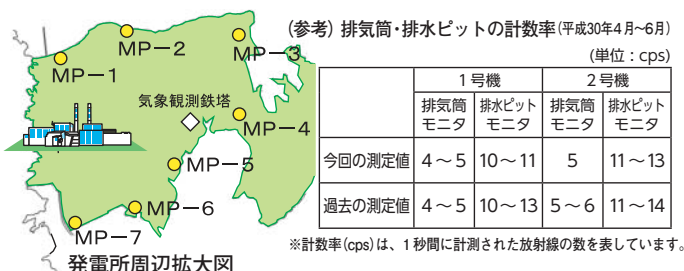 MP－1
MP－2
MP－3
気象観測鉄塔
MP－4
MP－5
MP－6
MP－7
発電所周辺拡大図
(参考) 排気筒・排水ピットの計数率(平成30年4月～6月)
(単位：cps)
1号機 2号機
排気筒モニタ 排水ピットモニタ 排気筒モニタ 排水ピットモニタ
今回の測定値 4～5 10～11 5 11～13
過去の測定値 4～5 10～13 5～6 11～14
※計数率(cps)は、1秒間に計測された放射線の数を表しています。